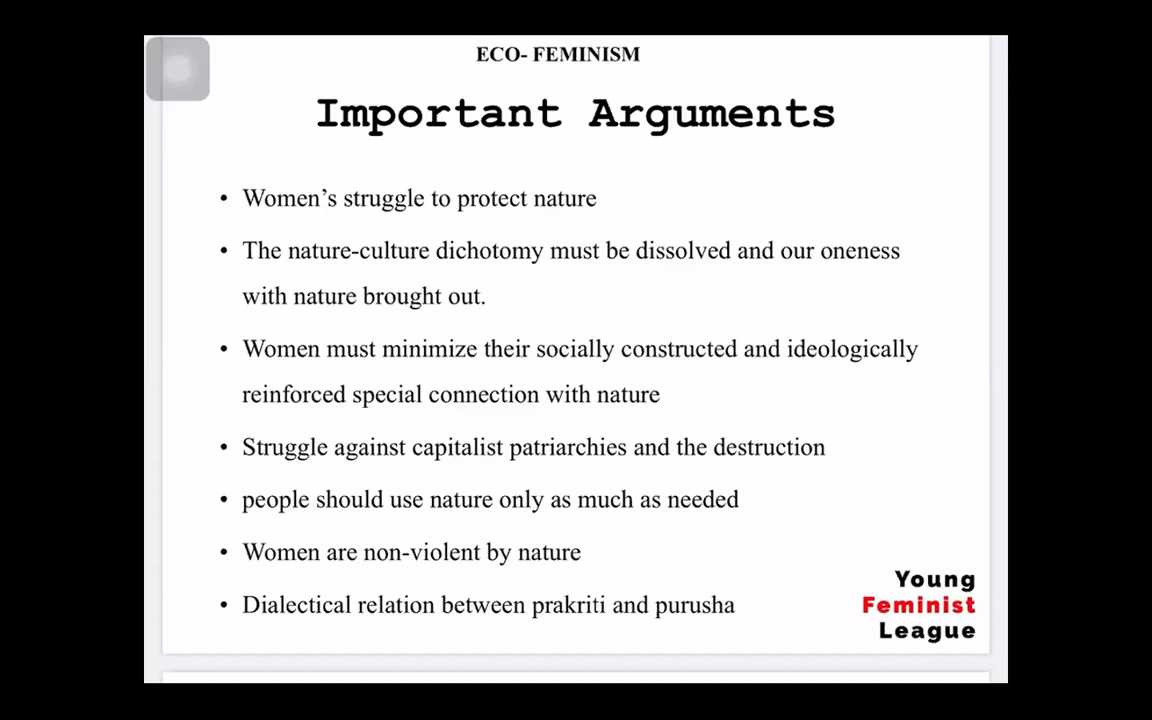 ECO- FEMINISM
Important Arguments
• Women’s struggle to protect nature
• The nature-culture dichotomy must be dissolved and our oneness
with nature brought out.
• Women must minimize their socially constructed and ideologically
reinforced special connection with nature
• Struggle against capitalist patriarchies and the destruction
• people should use nature only as much as needed
• Women are non-violent by nature
• Dialectical relation between prakriti and purusha
Young
Feminist
League